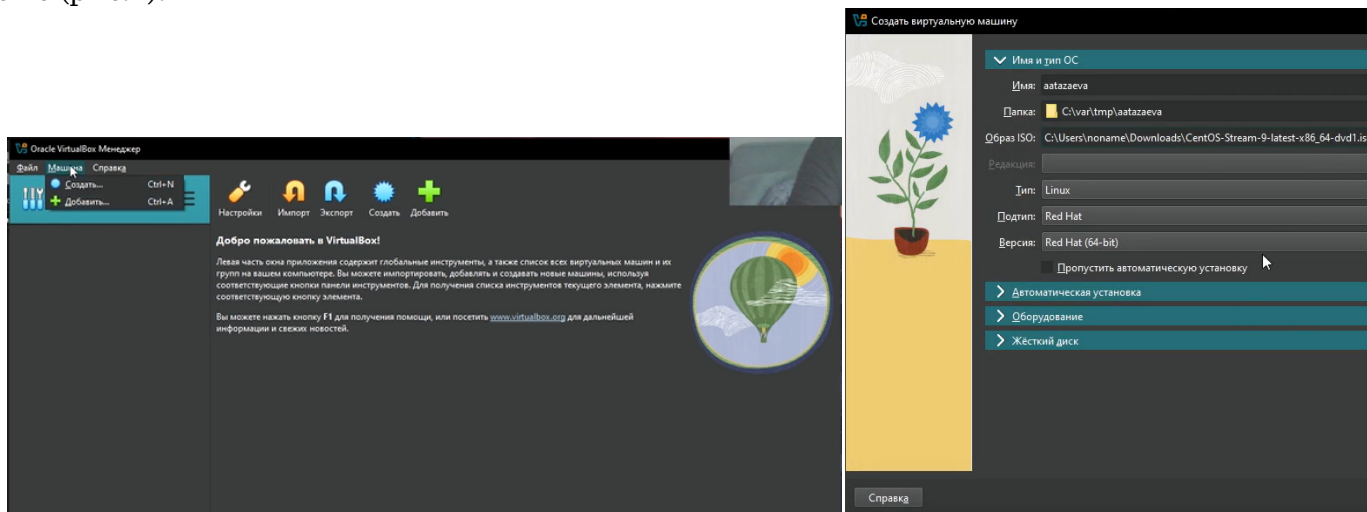 Oracle VirtualBox Менеджер
Файл Машина Справка
Создать... Ctrl+N
Добавить... Ctrl+A
Настройки Импорт Экспорт Создать Добавить
Добро пожаловать в VirtualBox!
Левая часть окна приложения содержит глобальные инструменты, а также список всех виртуальных машин и их
групп на вашем компьютере. Вы можете импортировать, добавлять и создавать новые машины, используя
соответствующие кнопки панели инструментов. Для получения списка инструментов текущего элемента, нажмите
соответствующую кнопку элемента.
Вы можете нажать кнопку F1 для получения помощи, или посетить www.virtualbox.org для дальнейшей
информации и свежих новостей.
Создать виртуальную машину
Имя и тип ОС
Имя: aatazaeva
Папка: C:\var\tmp\aatazaeva
Образ ISO: C:\Users\noname\Downloads\CentOS-Stream-9-latest-x86_64-dvd1.is
Редакция:
Тип: Linux
Подтип: Red Hat
Версия: Red Hat (64-bit)
Пропустить автоматическую установку
Автоматическая установка
Оборудование
Жёсткий диск
Справка